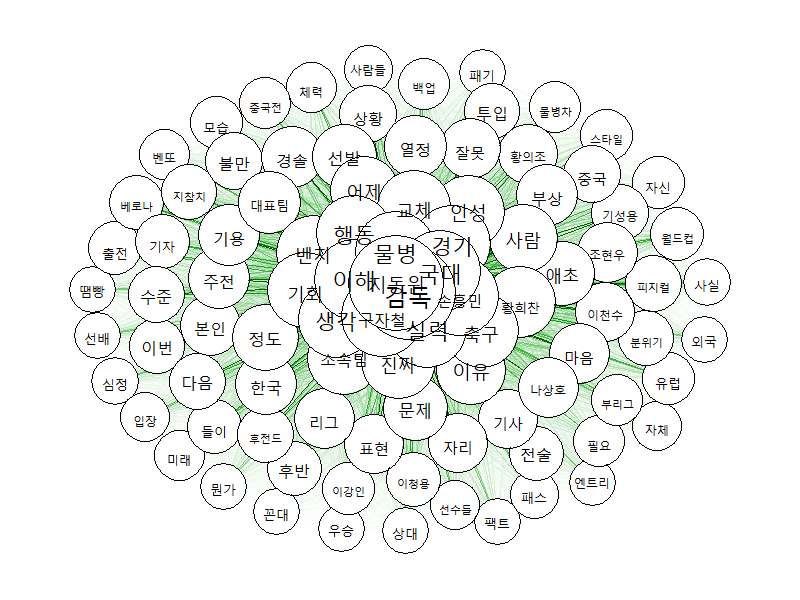 사람들
백업
패기
체력
중국전
물병차
모습
상황
투입
스타일
벤또
불만
경솔
선발
열정
잘못
황의조
중국
자신
지참치
어제
부상
베로나
대표팀
교체
인성
기성용
월드컵
출전
기자
기용
행동
물병
경기
사람
조현우
벤치
국대
애초
땜빵
수준
주전
기회
이해
지동원
감독
손흥민
황희찬
피지컬
사실
선배
이번
본인
정도
생각
구자철
실력
축구
이천수
분위기
외국
소속팀
진짜
이유
마음
심정
다음
한국
나상호
유럽
입장
들이
후전드
리그
문제
기사
부리그
자체
미래
후반
표현
자리
전술
필요
뭔가
이강인
이청용
엔트리
꼰대
우승
상대
선수들
팩트
패스